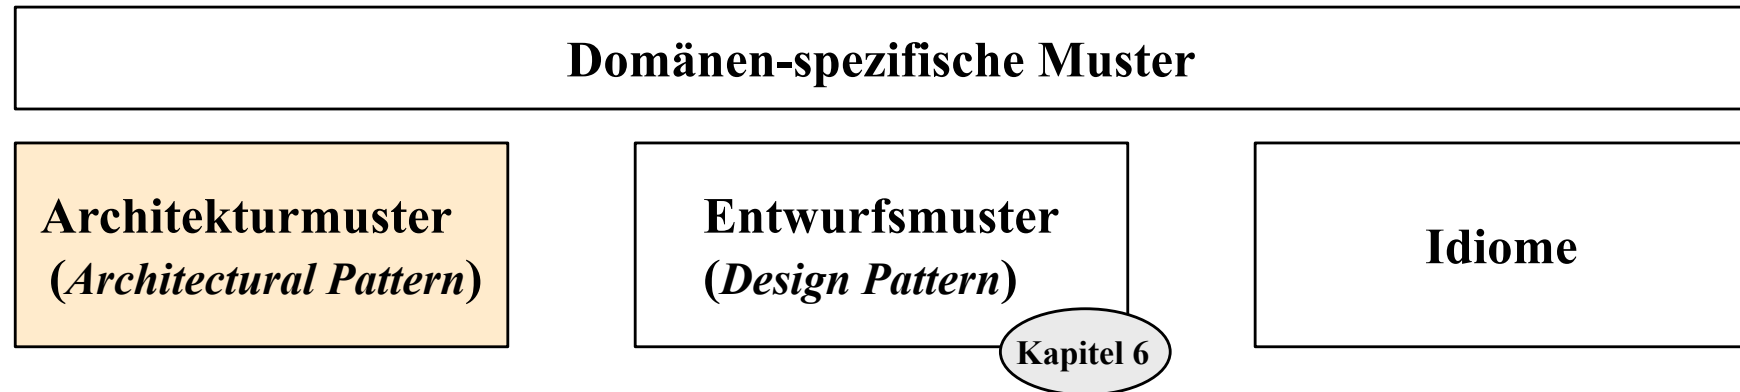 Domänen-spezifische Muster
Architekturmuster
(Architectural Pattern)
Entwurfsmuster
(Design Pattern)
Kapitel 6
Idiome